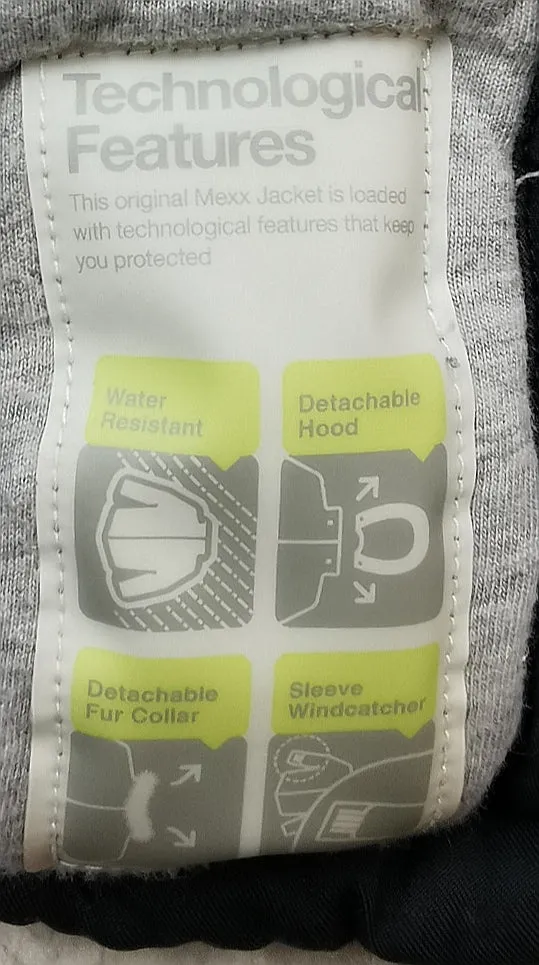 Technological
Features
This original Mexx Jacket is loaded
with technological features that keep
you protected
Water
Resistant
Detachable
Hood
Detachable
Fur Collar
Sleeve
Windcatcher